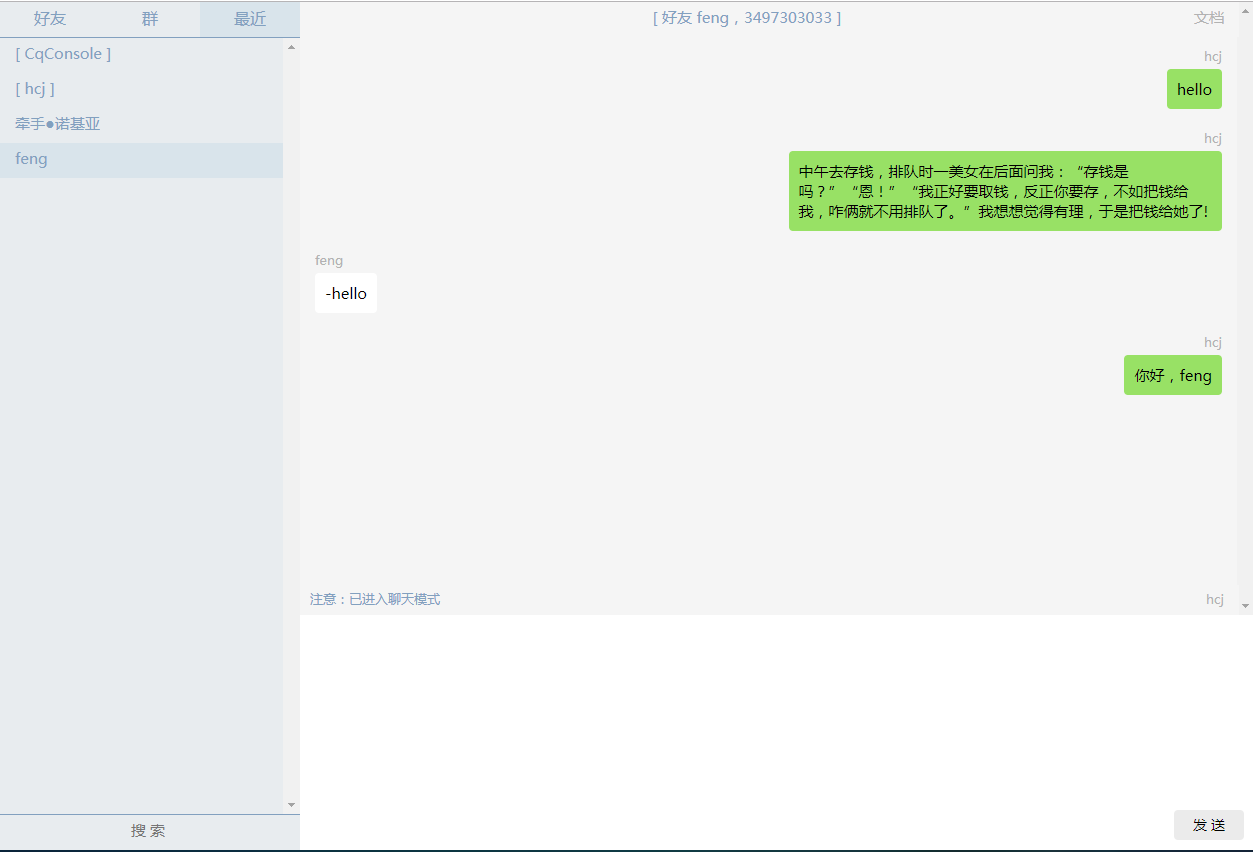 好友 群 最近
[ CqConsole ]
[ hcj ]
牵手●诺基亚
feng
搜 索
[ 好友 feng，3497303033 ] 文档
hcj
hello
hcj
中午去存钱，排队时一美女在后面问我：“存钱是
吗？”“恩！”“我正好要取钱，反正你要存，不如把钱给
我，咋俩就不用排队了。”我想想觉得有理，于是把钱给她了!
feng
-hello
hcj
你好，feng
注意：已进入聊天模式 hcj
发 送